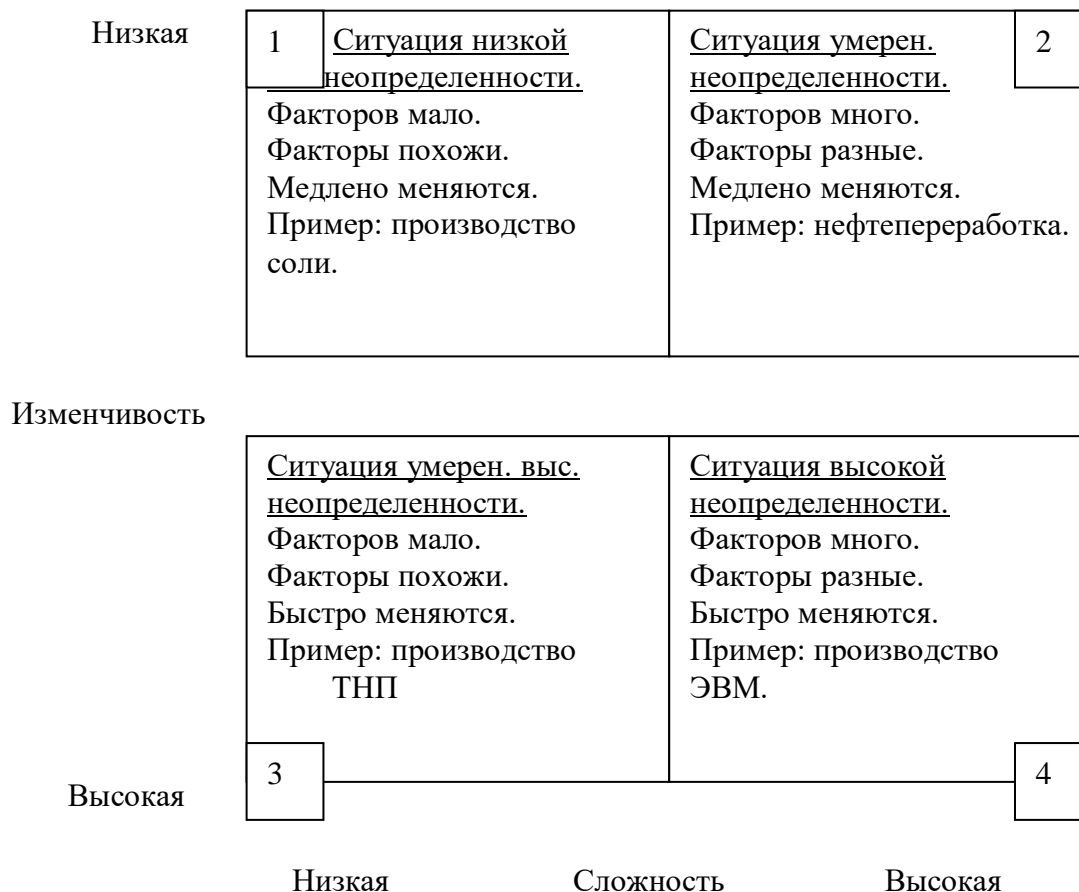 Низкая
1
Ситуация низкой
неопределенности.
Факторов мало.
Факторы похожи.
Медлено меняются.
Пример: производство
соли.
Ситуация умерен.
неопределенности.
Факторов много.
Факторы разные.
Медлено меняются.
Пример: нефтепереработка.
2
Изменчивость
Ситуация умерен. выс.
неопределенности.
Факторов мало.
Факторы похожи.
Быстро меняются.
Пример: производство
ТНП
3
Ситуация высокой
неопределенности.
Факторов много.
Факторы разные.
Быстро меняются.
Пример: производство
ЭВМ.
4
Высокая
Низкая Сложность Высокая